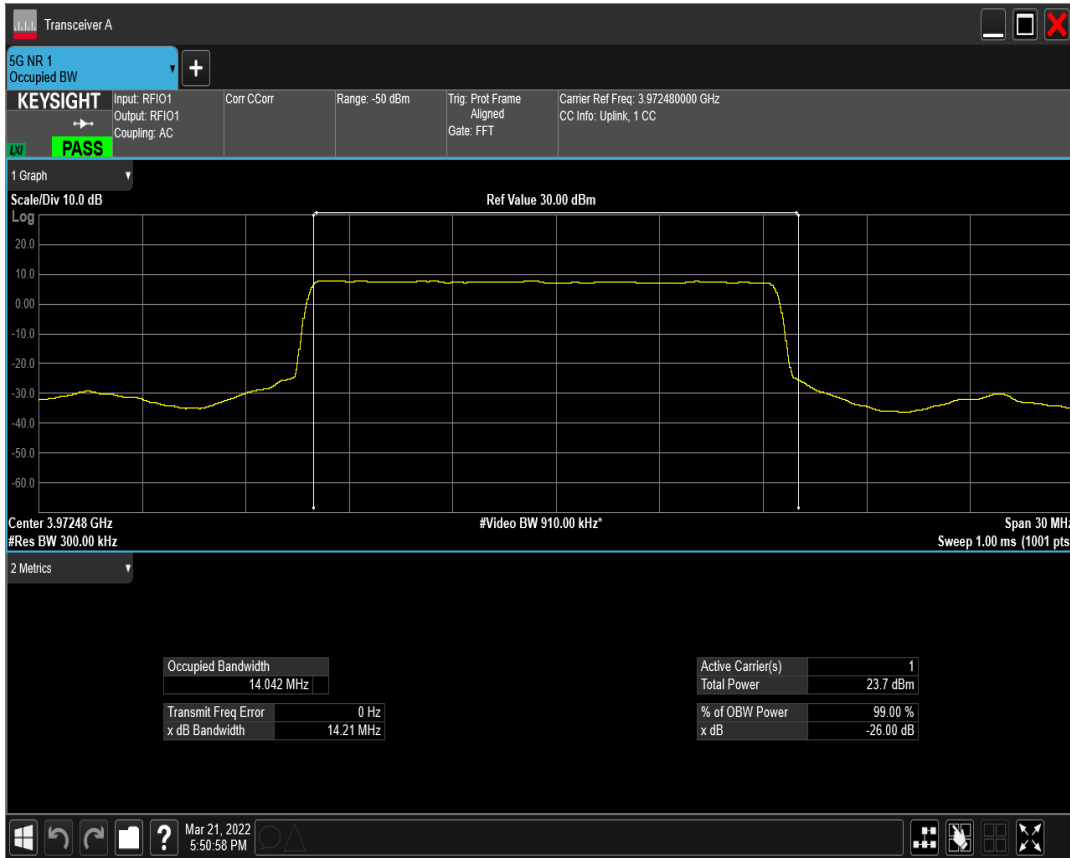 Transceiver A
5G NR 1
Occupied BW
KEYSIGHT
LXI
PASS
Input: RFIO1
Output: RFIO1
Coupling: AC
Corr CCorr
Range: -50 dBm
Trig: Prot Frame
Aligned
Gate: FFT
Carrier Ref Freq: 3.972480000 GHz
CC Info: Uplink, 1 CC
1 Graph
Scale/Div 10.0 dB
Ref Value 30.00 dBm
Log
20.0
10.0
0.00
-10.0
-20.0
-30.0
-40.0
-50.0
-60.0
Center 3.97248 GHz
#Video BW 910.00 kHz*
Span 30 MHz
#Res BW 300.00 kHz
Sweep 1.00 ms (1001 pts
2 Metrics
Occupied Bandwidth
14.042 MHz
Transmit Freq Error 0 Hz
x dB Bandwidth 14.21 MHz
Active Carrier(s) 1
Total Power 23.7 dBm
% of OBW Power 99.00 %
x dB -26.00 dB
?
Mar 21, 2022
5:50:58 PM